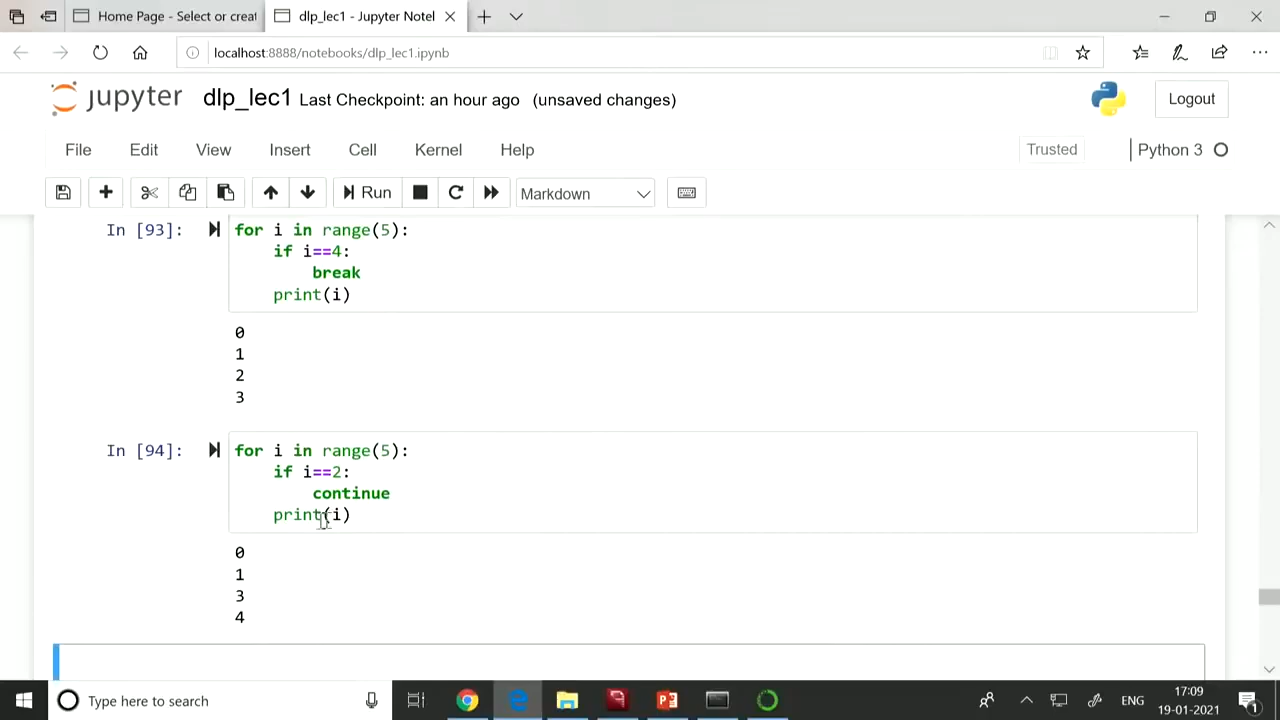 Home Page - Select or creat
dlp_lec1 - Jupyter Notel
localhost:8888/notebooks/dlp_lec1.ipynb
jupyter dlp_lec1 Last Checkpoint: an hour ago (unsaved changes)
Logout
File Edit View Insert Cell Kernel Help
Trusted
Python 3
Run
Markdown
In [93]:
for i in range(5):
    if i==4:
        break
    print(i)
0
1
2
3
In [94]:
for i in range(5):
    if i==2:
        continue
    print(i)
0
1
3
4
Type here to search
ENG
17:09
19-01-2021
1